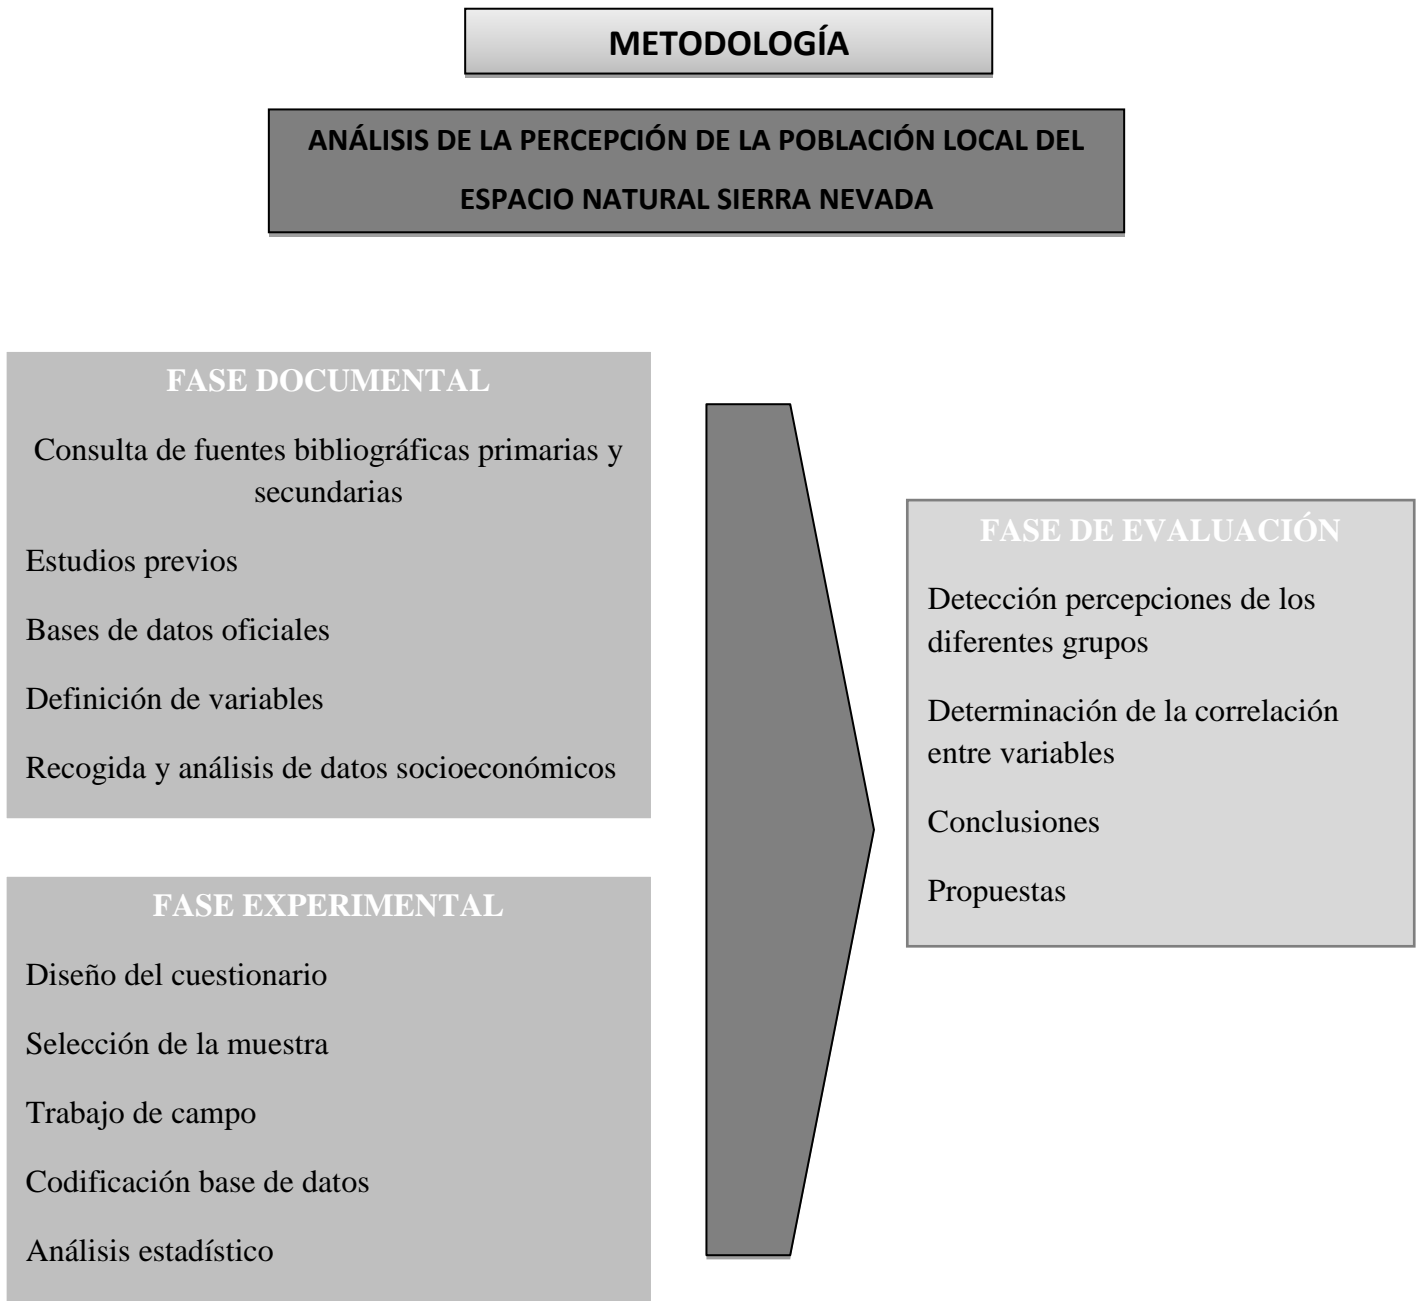 METODOLOGÍA
ANÁLISIS DE LA PERCEPCIÓN DE LA POBLACIÓN LOCAL DEL
ESPACIO NATURAL SIERRA NEVADA
FASE DOCUMENTAL
Consulta de fuentes bibliográficas primarias y
secundarias
Estudios previos
Bases de datos oficiales
Definición de variables
Recogida y análisis de datos socioeconómicos
FASE EXPERIMENTAL
Diseño del cuestionario
Selección de la muestra
Trabajo de campo
Codificación base de datos
Análisis estadístico
FASE DE EVALUACIÓN
Detección percepciones de los
diferentes grupos
Determinación de la correlación
entre variables
Conclusiones
Propuestas